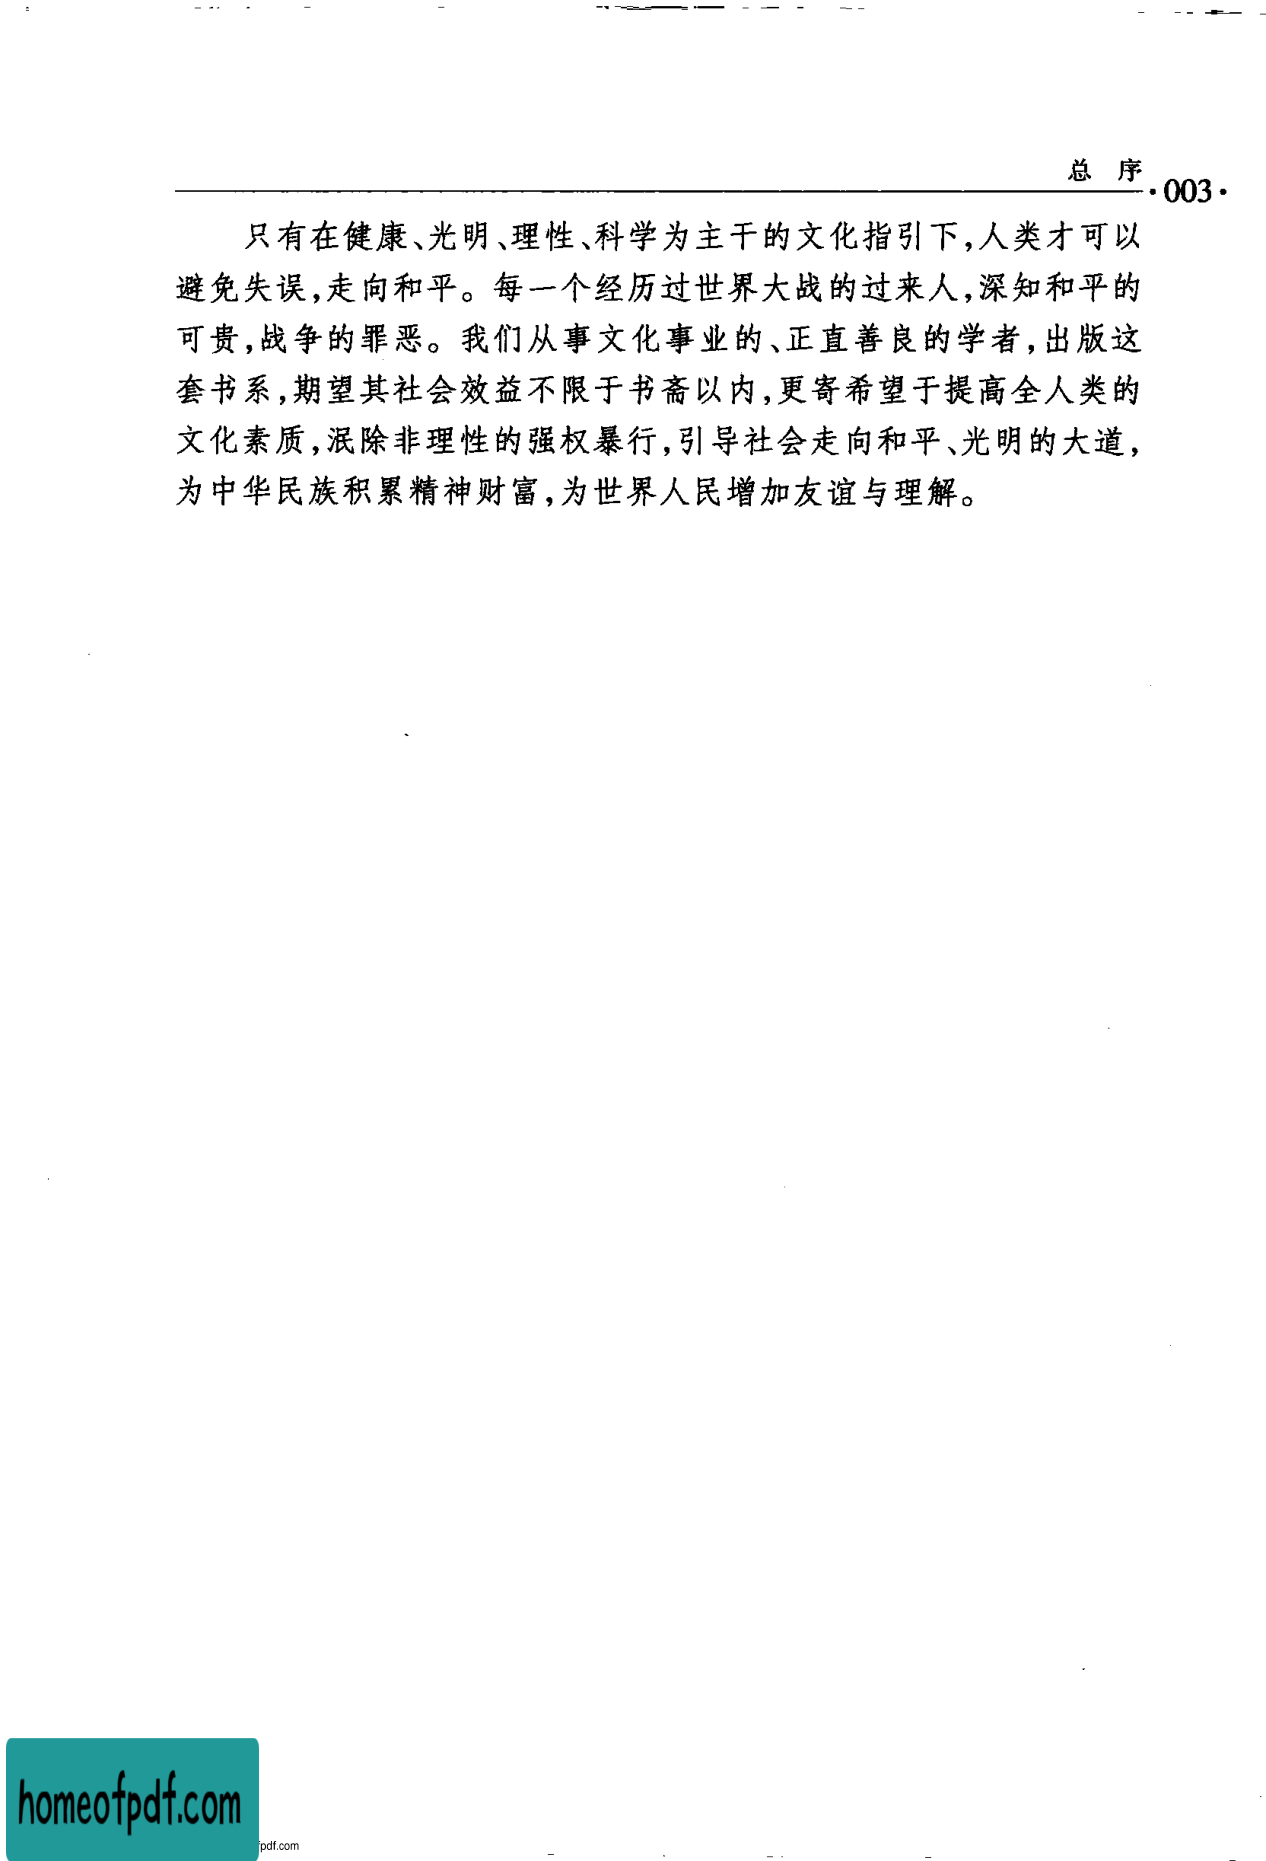 总 序
·003·
只有在健康、光明、理性、科学为主干的文化指引下,人类才可以
避免失误,走向和平。每一个经历过世界大战的过来人,深知和平的
可贵,战争的罪恶。我们从事文化事业的、正直善良的学者,出版这
套书系,期望其社会效益不限于书斋以内,更寄希望于提高全人类的
文化素质,泯除非理性的强权暴行,引导社会走向和平、光明的大道,
为中华民族积累精神财富,为世界人民增加友谊与理解。
homeofpdf.com
fpdf.com